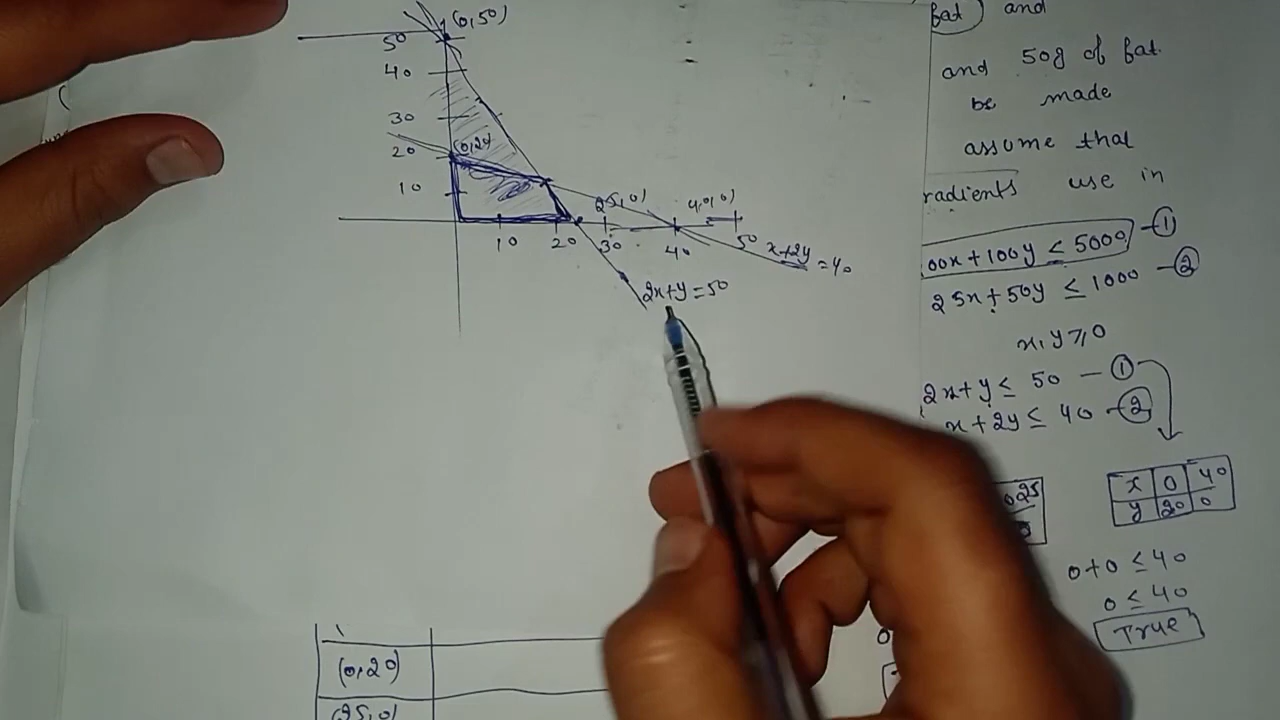 (0,50)
50
40
30
20
10
(0,20)
(25,0)
(40,0)
10 20 30 40 50
x+2y=40
2x+y=50
(0,20)
(25,0)
fat) and
and 50g of fat
be made
assume that
radients use in
00x+100y ≤ 5000 - ①
25x+50y ≤ 1000 - ②
x, y ≥ 0
2x+y ≤ 50 - ①
x+2y ≤ 40 - ②
25
x 0 40
y 20 0
0+0 ≤ 40
0 ≤ 40
True